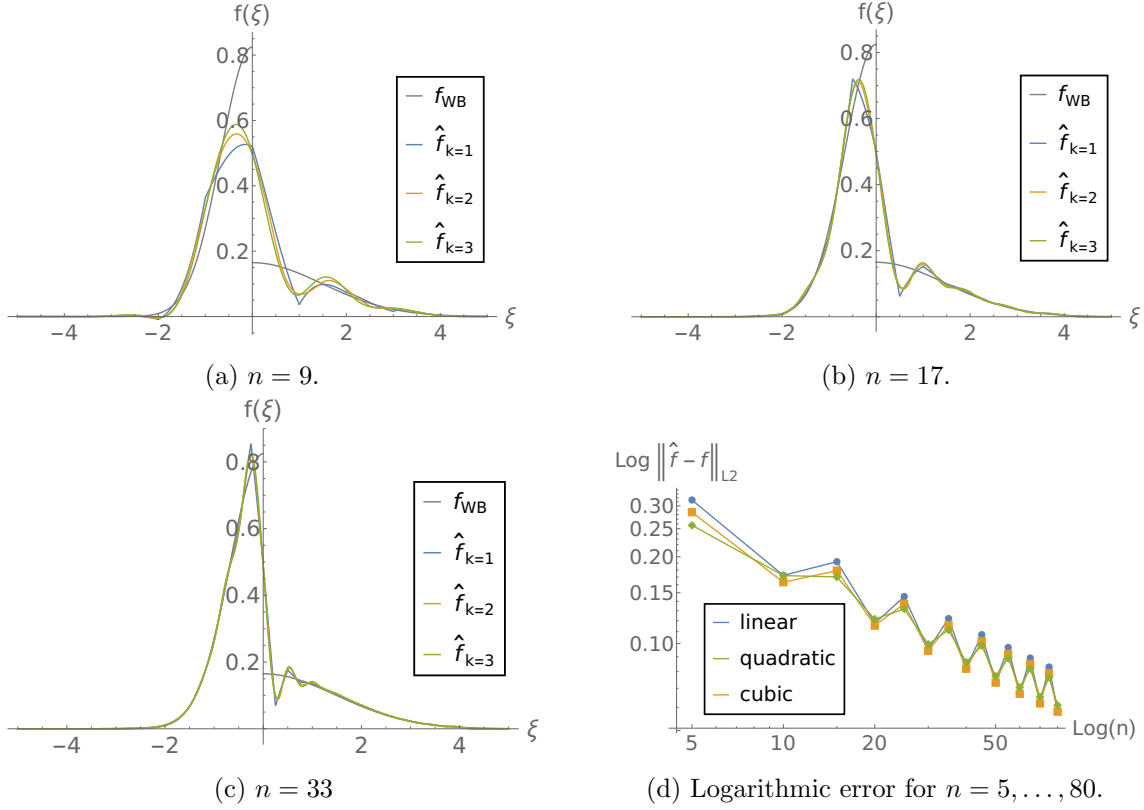 f(ξ)
0.8
0.6
0.4
0.2
−4 −2 2 4 ξ
f_WB
f̂_k=1
f̂_k=2
f̂_k=3
(a) n = 9.
f(ξ)
0.8
0.6
0.4
0.2
−4 −2 2 4 ξ
f_WB
f̂_k=1
f̂_k=2
f̂_k=3
(b) n = 17.
f(ξ)
0.8
0.6
0.4
0.2
−4 −2 2 4 ξ
f_WB
f̂_k=1
f̂_k=2
f̂_k=3
(c) n = 33
Log ‖f̂ − f‖_L2
0.30
0.25
0.20
0.15
0.10
5 10 20 50 Log(n)
linear
quadratic
cubic
(d) Logarithmic error for n = 5, . . . , 80.